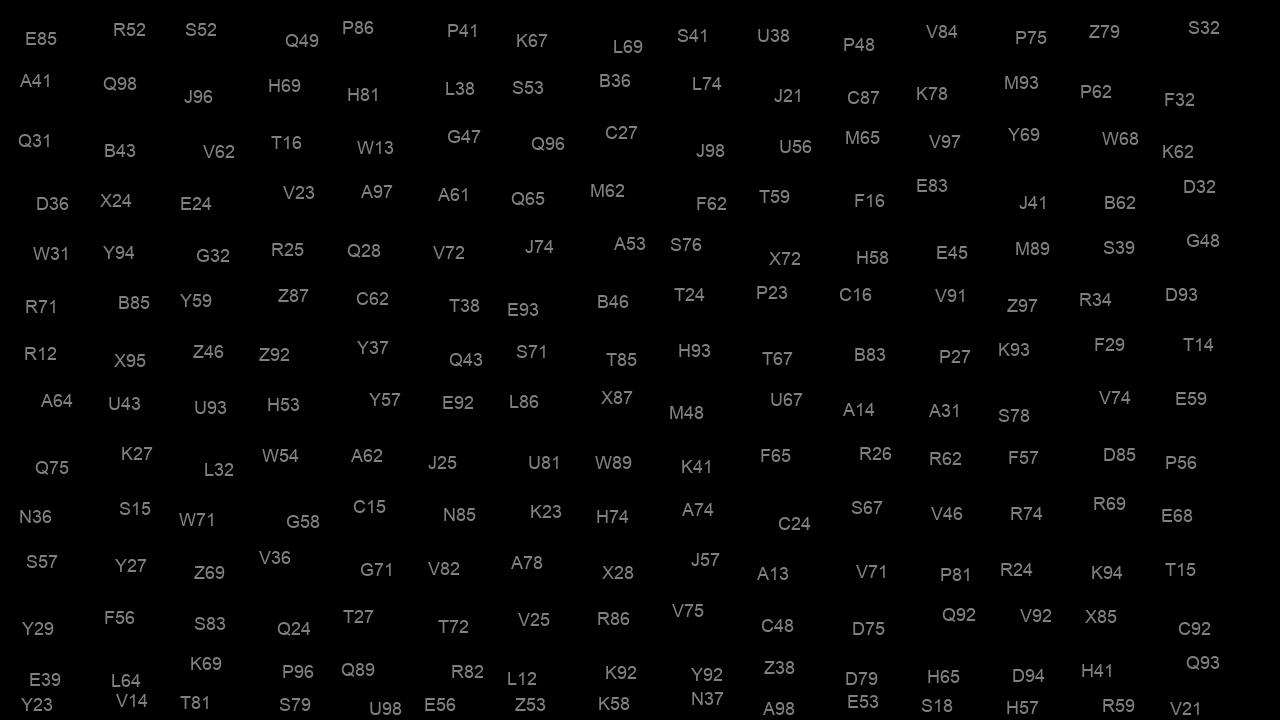 E85 R52 S52 Q49 P86 P41 K67 L69 S41 U38 P48 V84 P75 Z79 S32
A41 Q98 J96 H69 H81 L38 S53 B36 L74 J21 C87 K78 M93 P62 F32
Q31 B43 V62 T16 W13 G47 Q96 C27 J98 U56 M65 V97 Y69 W68 K62
D36 X24 E24 V23 A97 A61 Q65 M62 F62 T59 F16 E83 J41 B62 D32
W31 Y94 G32 R25 Q28 V72 J74 A53 S76 X72 H58 E45 M89 S39 G48
R71 B85 Y59 Z87 C62 T38 E93 B46 T24 P23 C16 V91 Z97 R34 D93
R12 X95 Z46 Z92 Y37 Q43 S71 T85 H93 T67 B83 P27 K93 F29 T14
A64 U43 U93 H53 Y57 E92 L86 X87 M48 U67 A14 A31 S78 V74 E59
Q75 K27 L32 W54 A62 J25 U81 W89 K41 F65 R26 R62 F57 D85 P56
N36 S15 W71 G58 C15 N85 K23 H74 A74 C24 S67 V46 R74 R69 E68
S57 Y27 Z69 V36 G71 V82 A78 X28 J57 A13 V71 P81 R24 K94 T15
Y29 F56 S83 Q24 T27 T72 V25 R86 V75 C48 D75 Q92 V92 X85 C92
E39 L64 K69 P96 Q89 R82 L12 K92 Y92 Z38 D79 H65 D94 H41 Q93
Y23 V14 T81 S79 U98 E56 Z53 K58 N37 A98 E53 S18 H57 R59 V21